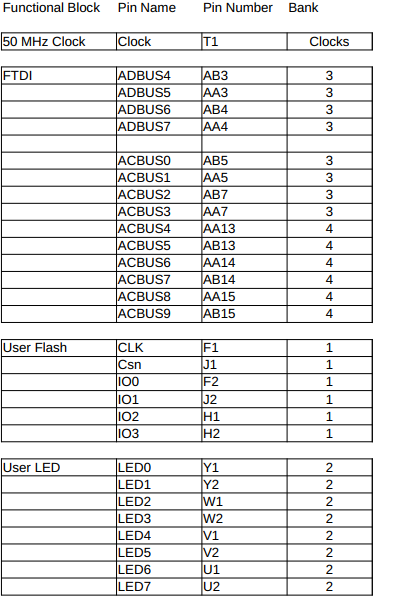 Functional Block Pin Name Pin Number Bank
50 MHz Clock Clock T1 Clocks
FTDI ADBUS4 AB3 3
ADBUS5 AA3 3
ADBUS6 AB4 3
ADBUS7 AA4 3
ACBUS0 AB5 3
ACBUS1 AA5 3
ACBUS2 AB7 3
ACBUS3 AA7 3
ACBUS4 AA13 4
ACBUS5 AB13 4
ACBUS6 AA14 4
ACBUS7 AB14 4
ACBUS8 AA15 4
ACBUS9 AB15 4
User Flash CLK F1 1
Csn J1 1
IO0 F2 1
IO1 J2 1
IO2 H1 1
IO3 H2 1
User LED LED0 Y1 2
LED1 Y2 2
LED2 W1 2
LED3 W2 2
LED4 V1 2
LED5 V2 2
LED6 U1 2
LED7 U2 2